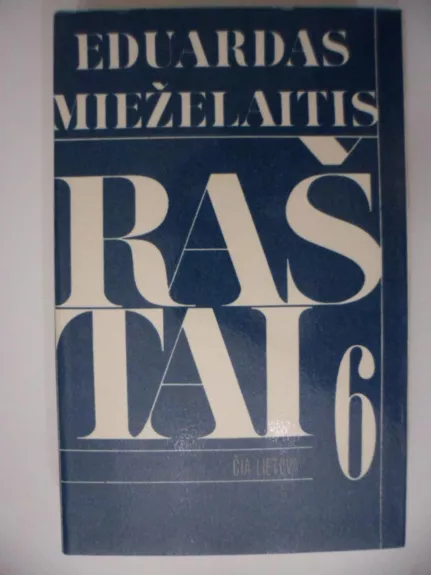 EDUARDAS
MIEŽELAITIS
RAŠ
TAI
6
ČIA LIETUVA